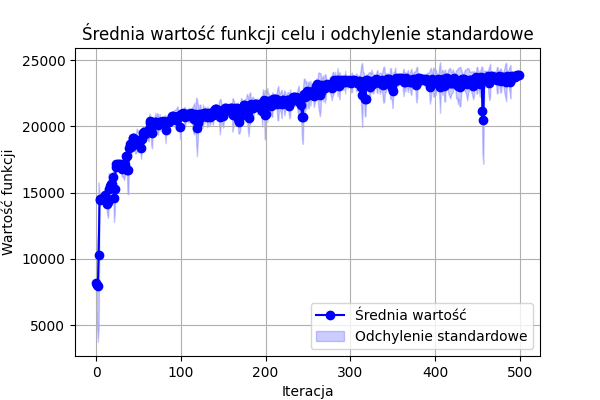 Średnia wartość funkcji celu i odchylenie standardowe
25000
20000
15000
10000
5000
Wartość funkcji
0 100 200 300 400 500
Iteracja
Średnia wartość
Odchylenie standardowe